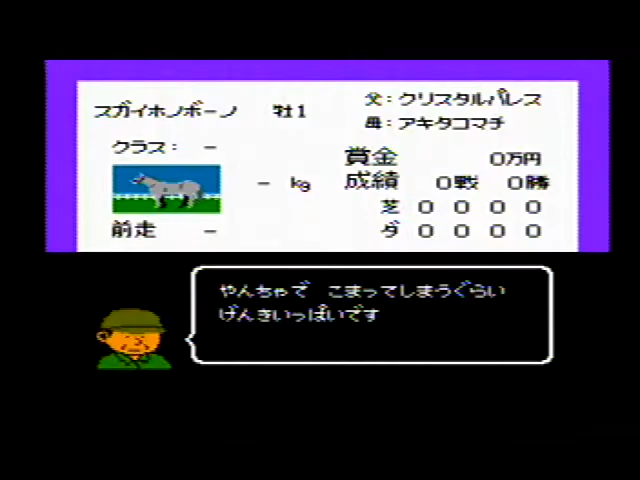 スガイホノボーノ 牡1
父：クリスタルパレス
母：アキタコマチ
クラス： －
賞金 0万円
－ kg
成績 0戦 0勝
芝 0 0 0 0
前走 －
ダ 0 0 0 0
やんちゃで こまってしまうぐらい
げんきいっぱいです